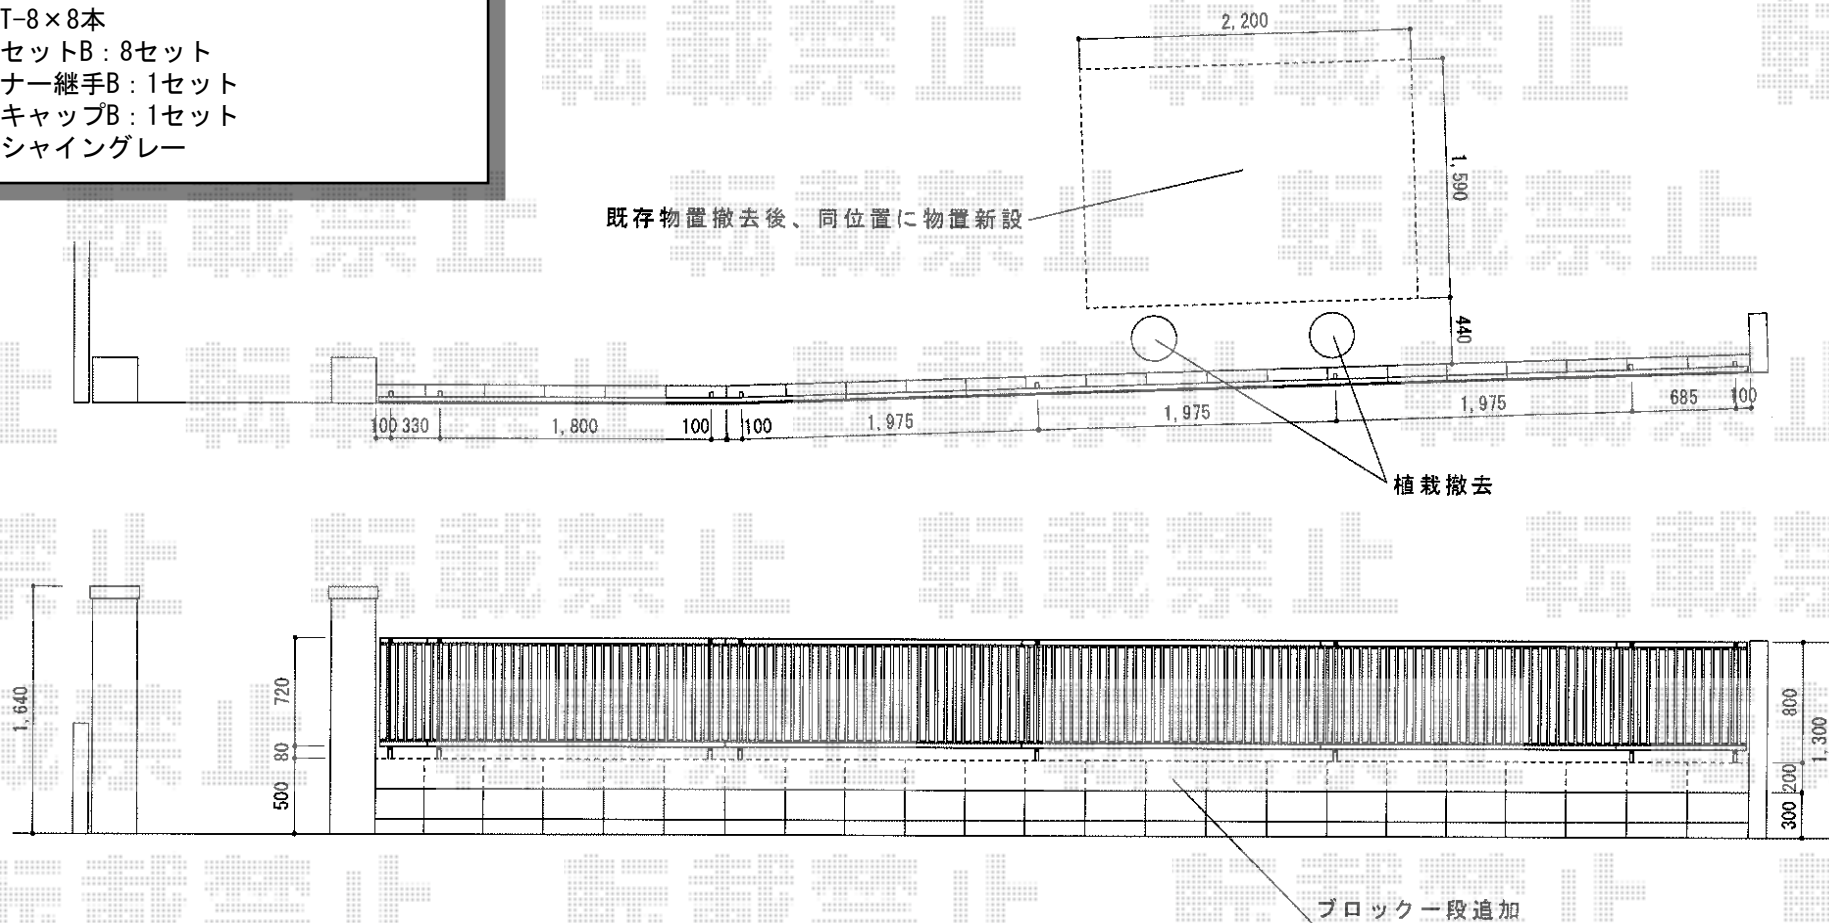 T-8×8本
セットB：8セット
ナー継手B：1セット
キャップB：1セット
シャイングレー
2,200
1,590
既存物置撤去後、同位置に物置新設
440
100 330 1,800 100 100 1,975 1,975 1,975 685 100
植栽撤去
1,640
720
80
500
800
1,300
200
300
ブロック一段追加
転載禁止